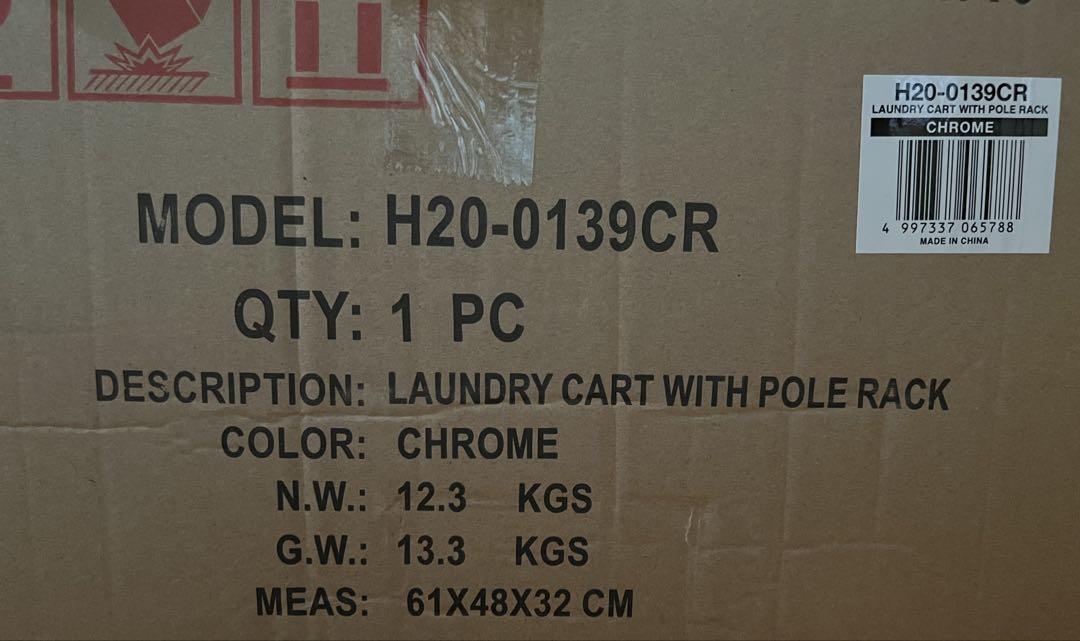 H20-0139CR
LAUNDRY CART WITH POLE RACK
CHROME
4 997337 065788
MADE IN CHINA
MODEL: H20-0139CR
QTY: 1 PC
DESCRIPTION: LAUNDRY CART WITH POLE RACK
COLOR: CHROME
N.W.: 12.3 KGS
G.W.: 13.3 KGS
MEAS: 61X48X32 CM